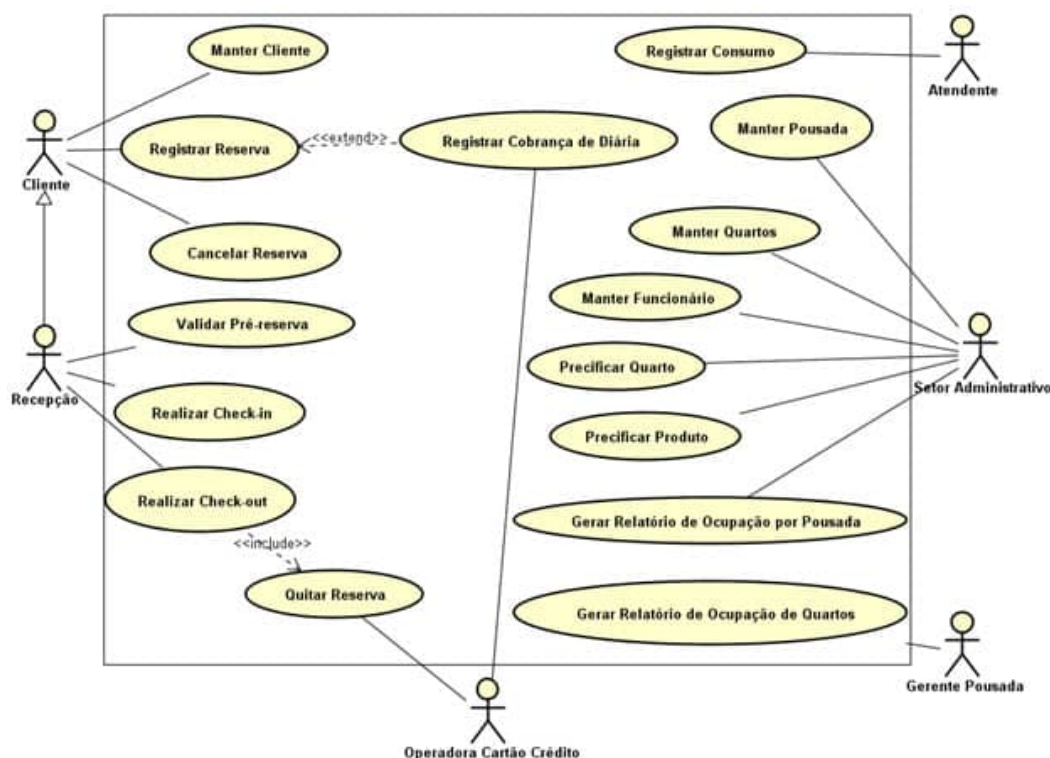 Manter Cliente
Registrar Consumo
Atendente
Manter Pousada
<<extend>>
Registrar Reserva
Registrar Cobrança de Diária
Cliente
Manter Quartos
Cancelar Reserva
Manter Funcionário
Validar Pré-reserva
Precificar Quarto
Setor Administrativo
Recepção
Realizar Check-in
Precificar Produto
Realizar Check-out
Gerar Relatório de Ocupação por Pousada
<<include>>
Quitar Reserva
Gerar Relatório de Ocupação de Quartos
Gerente Pousada
Operadora Cartão Crédito